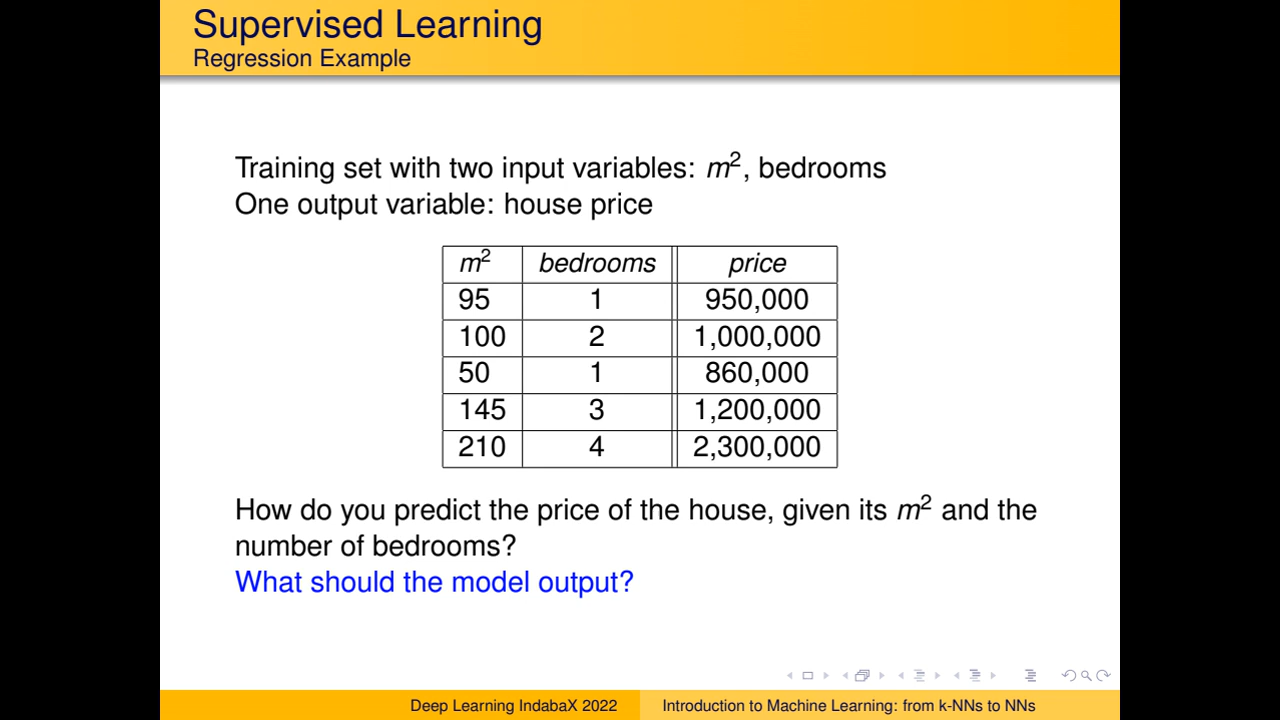 Supervised Learning
Regression Example
Training set with two input variables: m², bedrooms
One output variable: house price
m² bedrooms price
95 1 950,000
100 2 1,000,000
50 1 860,000
145 3 1,200,000
210 4 2,300,000
How do you predict the price of the house, given its m² and the
number of bedrooms?
What should the model output?
Deep Learning IndabaX 2022 Introduction to Machine Learning: from k-NNs to NNs